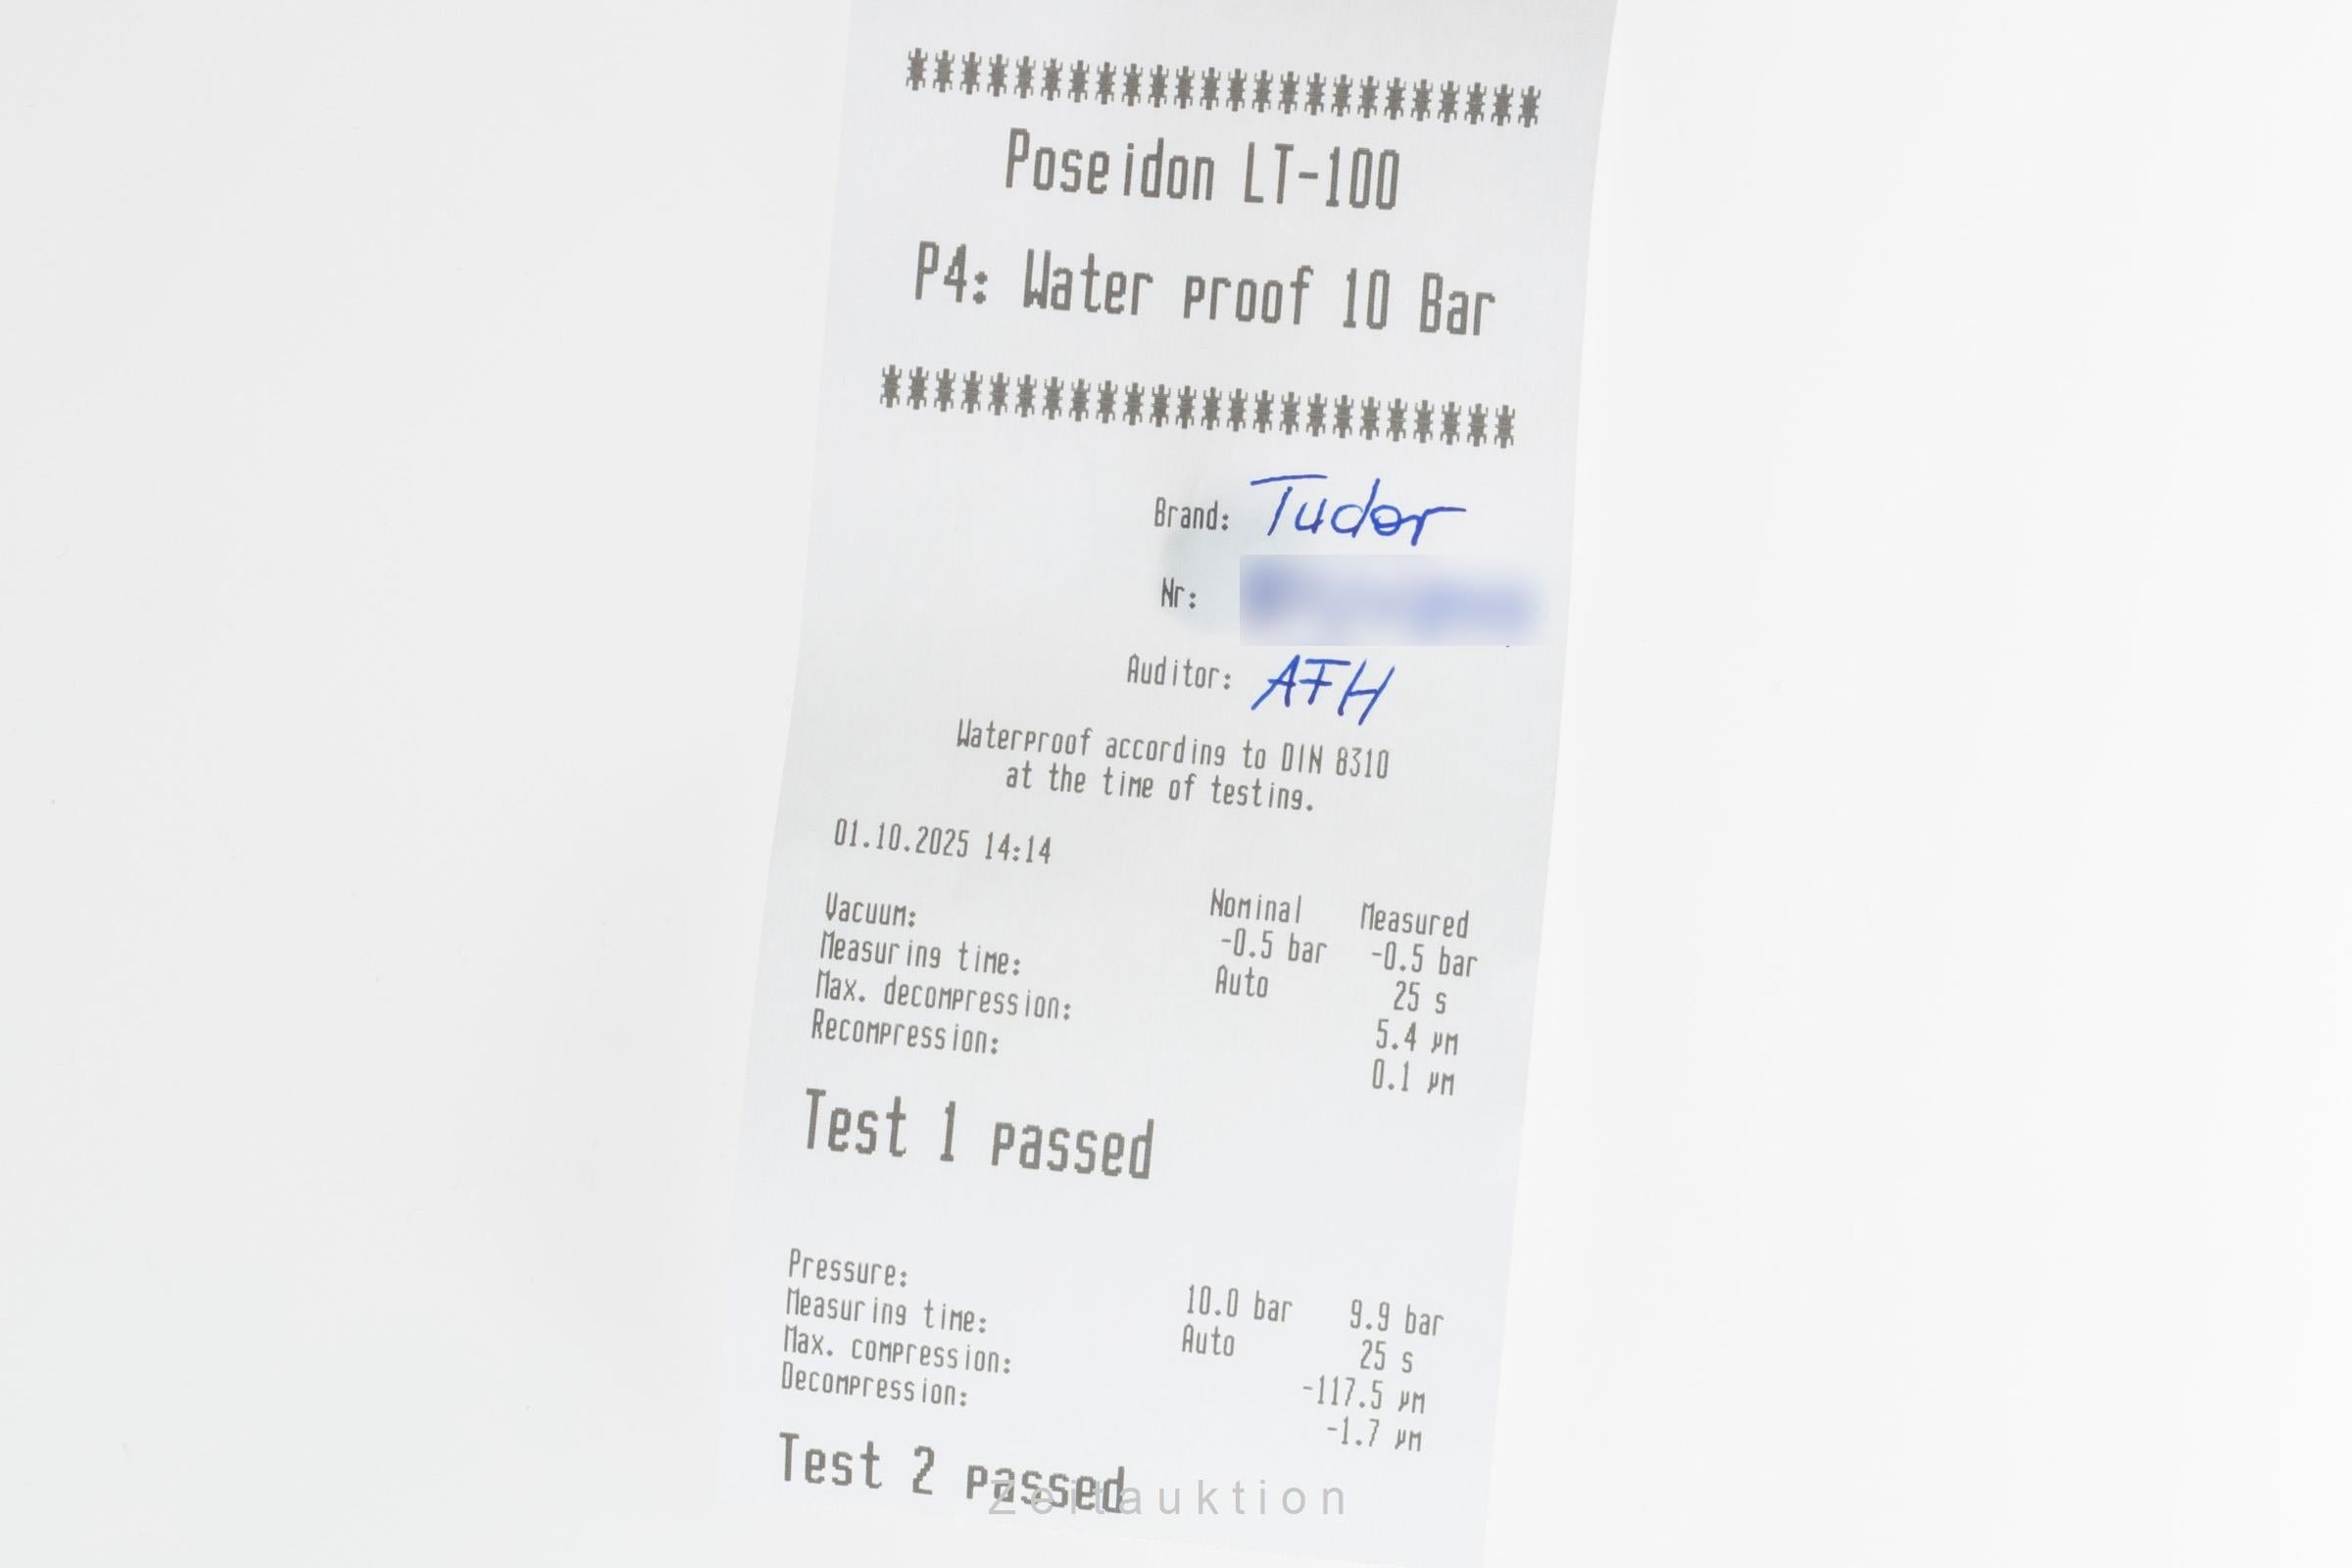 ************************
Poseidon LT-100
P4: Water proof 10 Bar
************************
Brand: Tudor
Nr:
Auditor: AFH
Waterproof according to DIN 8310
at the time of testing.
01.10.2025 14:14
Nominal Measured
Vacuum: -0.5 bar -0.5 bar
Measuring time: Auto 25 s
Max. decompression: 5.4 µm
Recompression: 0.1 µm
Test 1 passed
Pressure: 10.0 bar 9.9 bar
Measuring time: Auto 25 s
Max. compression: -117.5 µm
Decompression: -1.7 µm
Test 2 passed
Zeitauktion